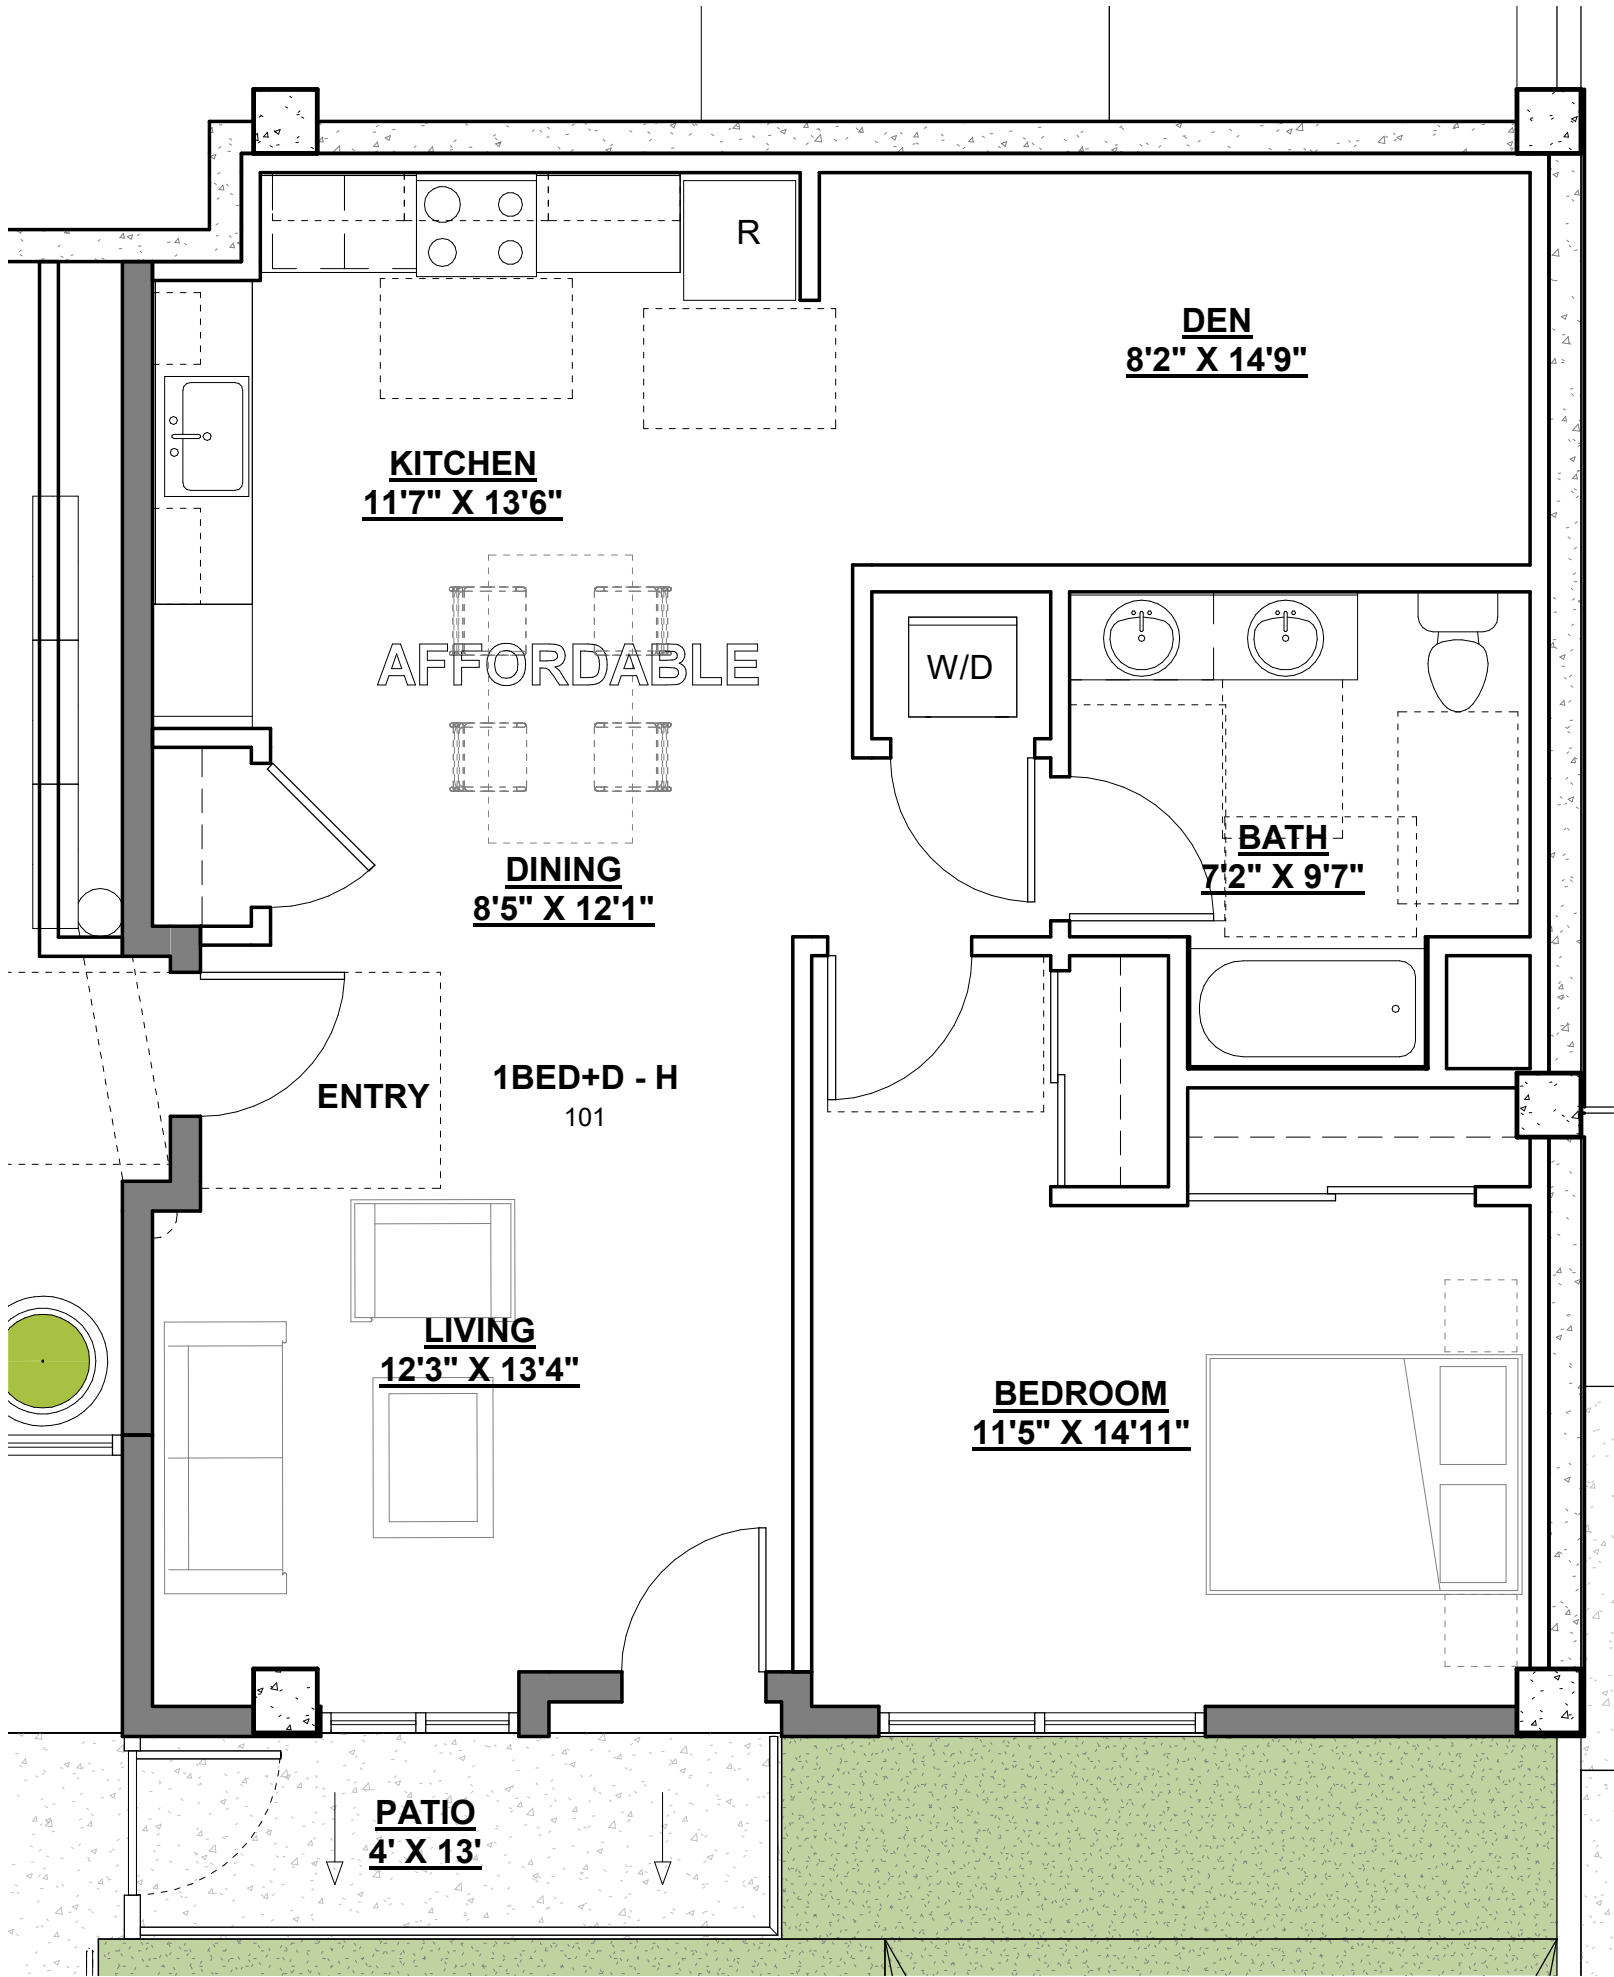 R
DEN
8'2" X 14'9"
KITCHEN
11'7" X 13'6"
AFFORDABLE
W/D
BATH
7'2" X 9'7"
DINING
8'5" X 12'1"
1BED+D - H
101
ENTRY
LIVING
12'3" X 13'4"
BEDROOM
11'5" X 14'11"
PATIO
4' X 13'